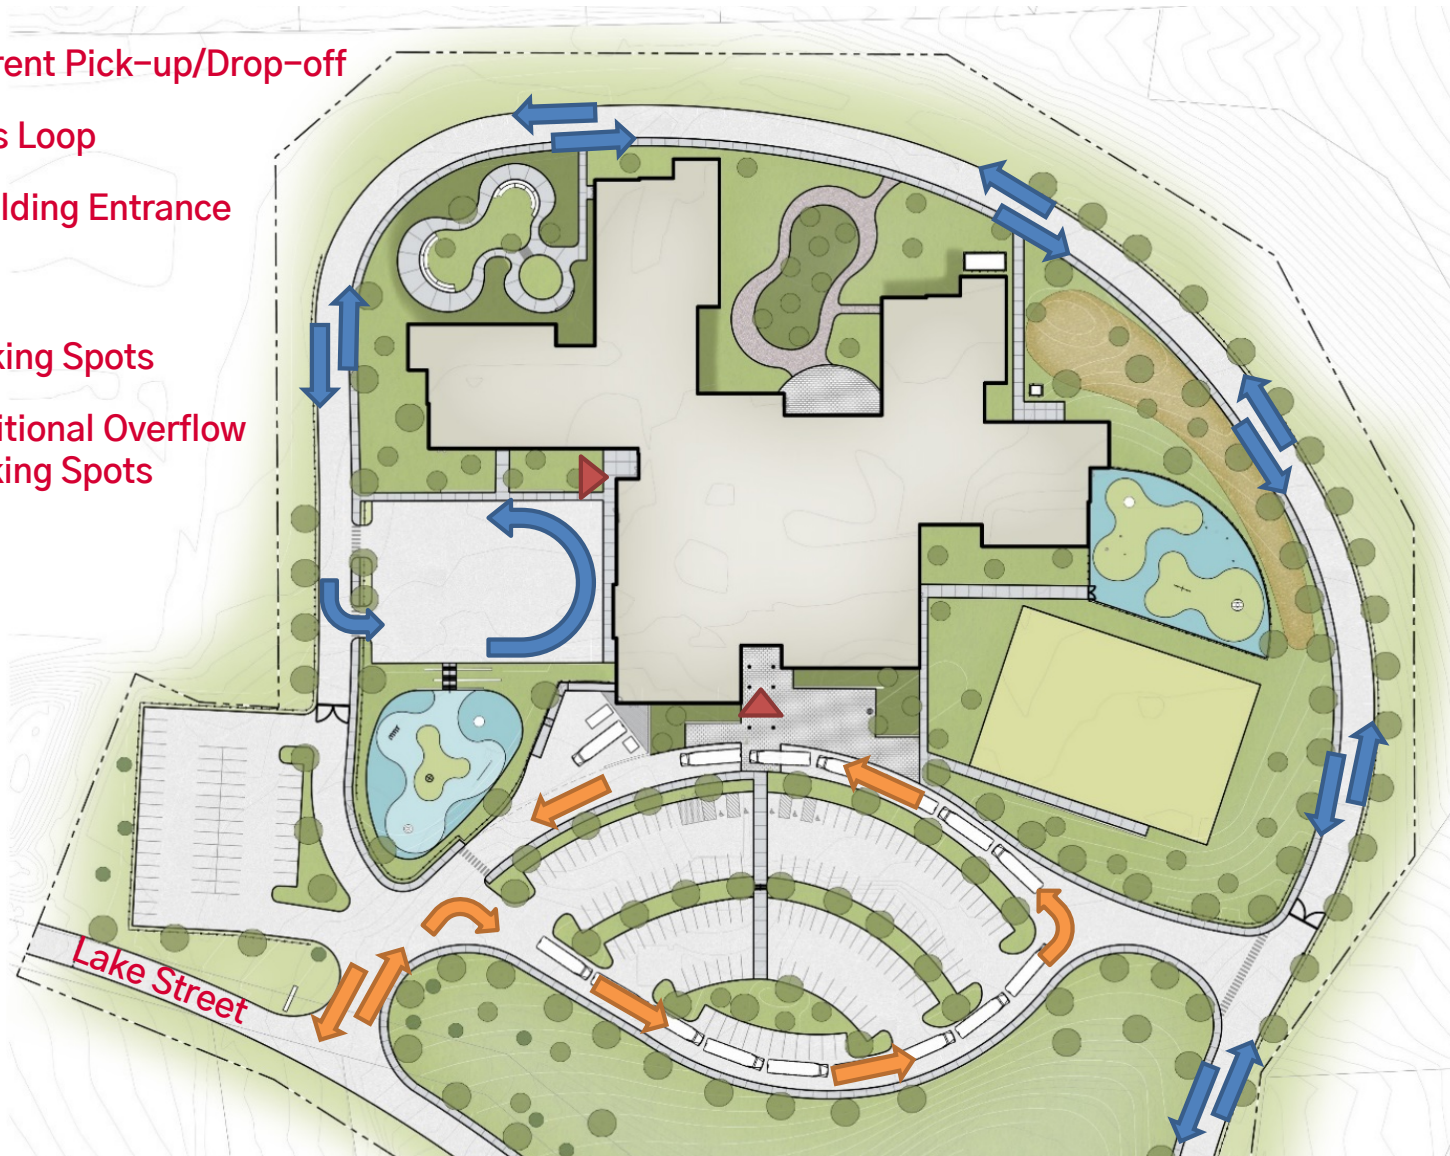 rent Pick-up/Drop-off
s Loop
lding Entrance
king Spots
itional Overflow
king Spots
Lake Street